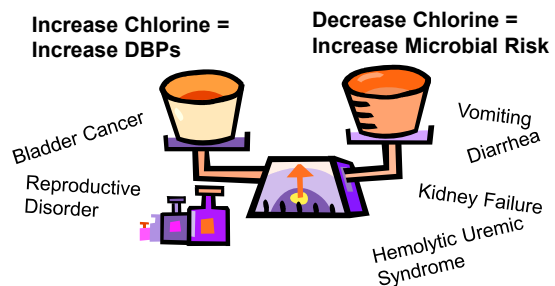 Increase Chlorine =
Increase DBPs
Decrease Chlorine =
Increase Microbial Risk
Bladder Cancer
Reproductive
Disorder
Vomiting
Diarrhea
Kidney Failure
Hemolytic Uremic
Syndrome